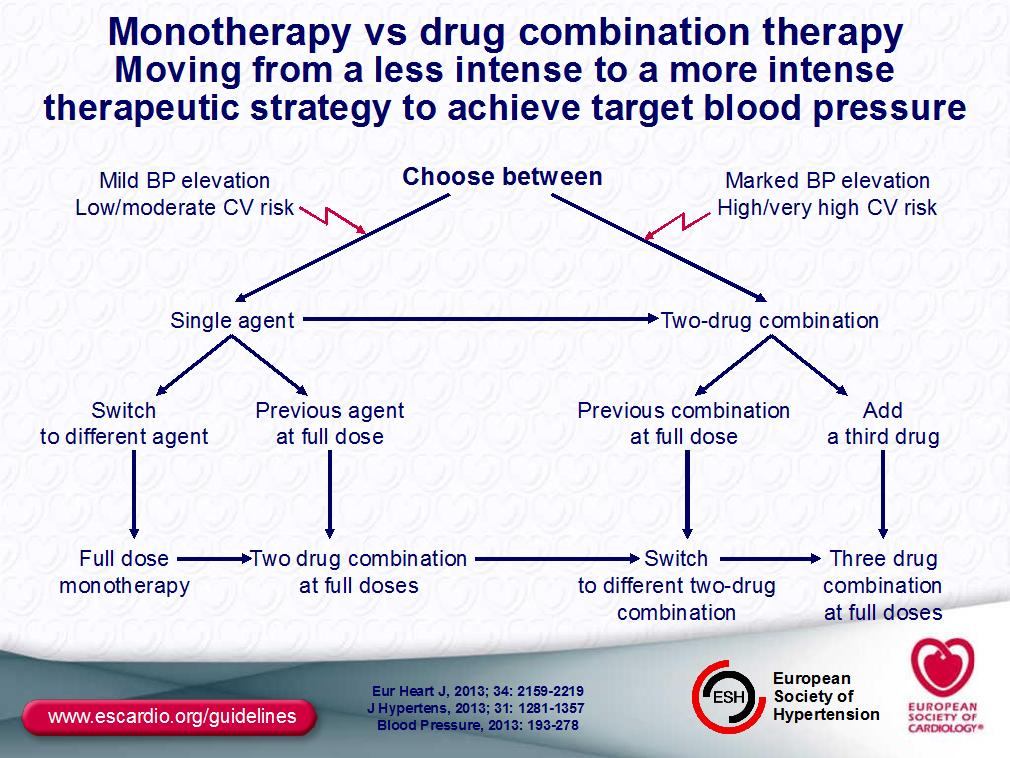 Monotherapy vs drug combination therapy
Moving from a less intense to a more intense
therapeutic strategy to achieve target blood pressure
Choose between
Mild BP elevation
Low/moderate CV risk
Marked BP elevation
High/very high CV risk
Single agent
Two-drug combination
Switch
to different agent
Previous agent
at full dose
Previous combination
at full dose
Add
a third drug
Full dose
monotherapy
Two drug combination
at full doses
Switch
to different two-drug
combination
Three drug
combination
at full doses
www.escardio.org/guidelines
Eur Heart J, 2013; 34: 2159-2219
J Hypertens, 2013; 31: 1281-1357
Blood Pressure, 2013: 193-278
ESH
European
Society of
Hypertension
EUROPEAN
SOCIETY OF
CARDIOLOGY®